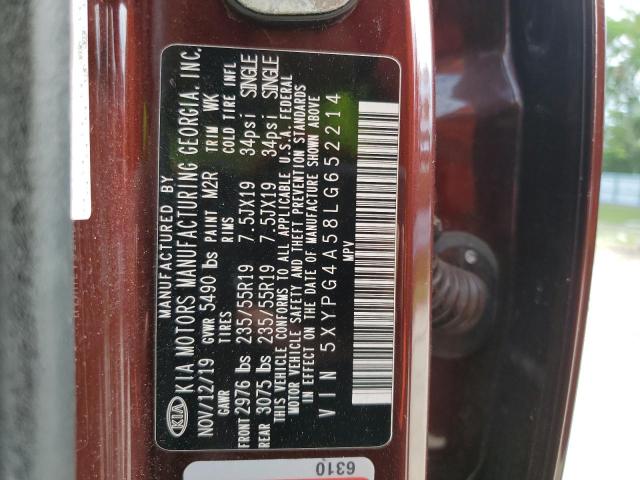 MANUFACTURED BY
KIA KIA MOTORS MANUFACTURING GEORGIA, INC.
NOV/12/19 GVWR 5490 lbs PAINT M2R TRIM WK
GAWR TIRES RIMS COLD TIRE INFL
FRONT 2976 lbs 235/55R19 7.5JX19 34psi SINGLE
REAR 3075 lbs 235/55R19 7.5JX19 34psi SINGLE
THIS VEHICLE CONFORMS TO ALL APPLICABLE U.S.A. FEDERAL
MOTOR VEHICLE SAFETY AND THEFT PREVENTION STANDARDS
IN EFFECT ON THE DATE OF MANUFACTURE SHOWN ABOVE
VIN 5XYPG4A58LG652214
MPV
6310